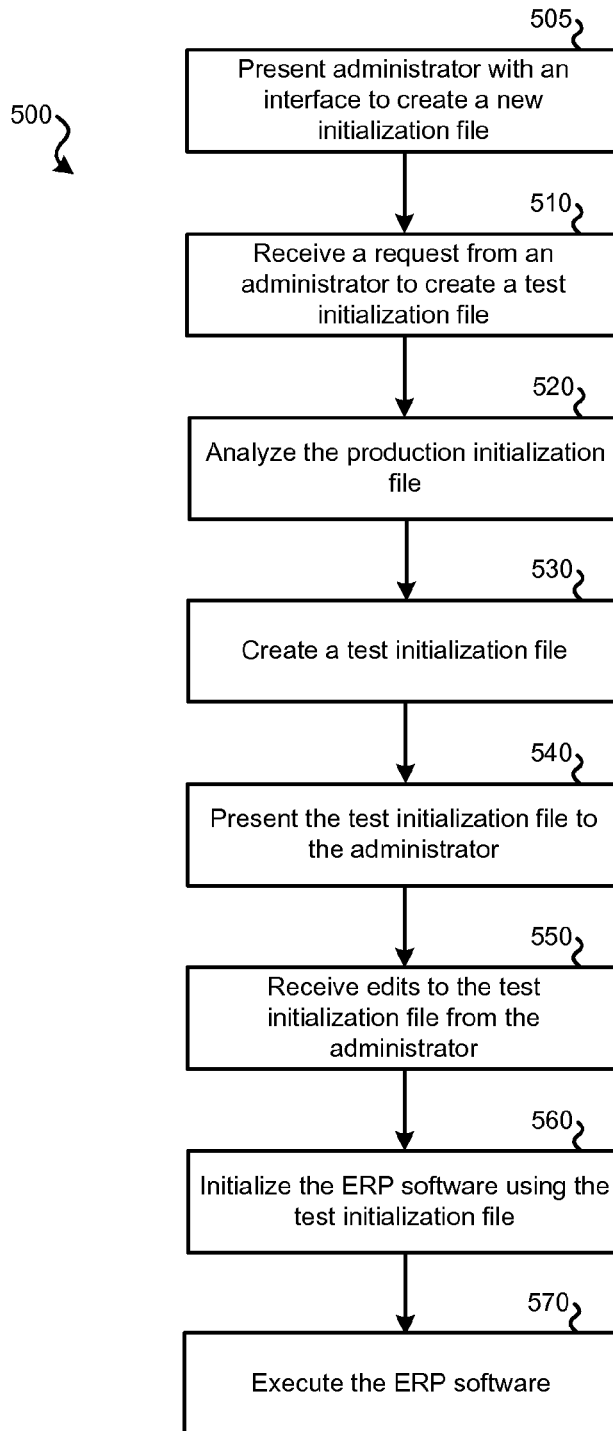 505
Present administrator with an
interface to create a new
initialization file
500
510
Receive a request from an
administrator to create a test
initialization file
520
Analyze the production initialization
file
530
Create a test initialization file
540
Present the test initialization file to
the administrator
550
Receive edits to the test
initialization file from the
administrator
560
Initialize the ERP software using the
test initialization file
570
Execute the ERP software